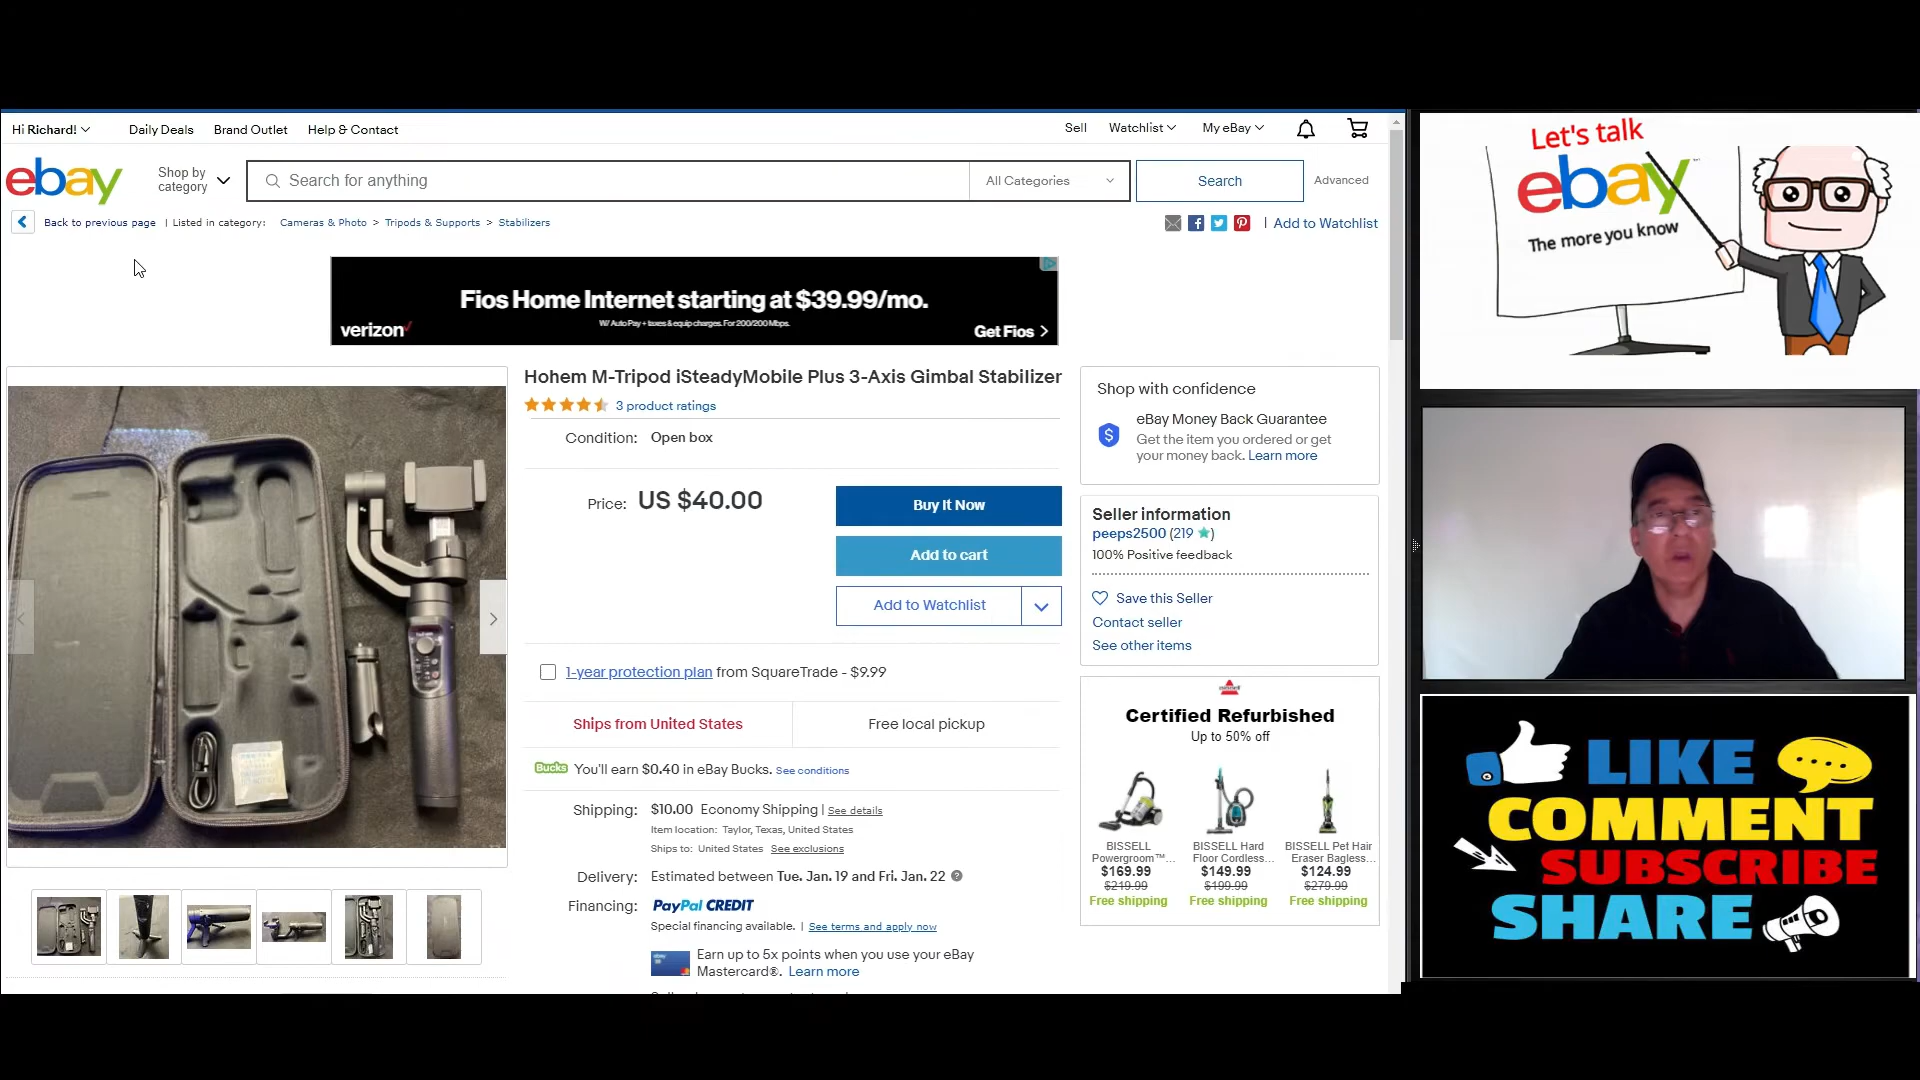 Hi Richard!
Daily Deals
Brand Outlet
Help & Contact
Sell
Watchlist
My eBay
ebay
Shop by
category
Search for anything
All Categories
Search
Advanced
Back to previous page
| Listed in category:
Cameras & Photo > Tripods & Supports > Stabilizers
| Add to Watchlist
Fios Home Internet starting at $39.99/mo.
W/ Auto Pay + taxes & equip charges. For 200/200 Mbps.
verizon
Get Fios >
Hohem M-Tripod iSteadyMobile Plus 3-Axis Gimbal Stabilizer
3 product ratings
Condition: Open box
Price: US $40.00
Buy It Now
Add to cart
Add to Watchlist
1-year protection plan from SquareTrade - $9.99
Ships from United States
Free local pickup
Bucks You'll earn $0.40 in eBay Bucks. See conditions
Shipping: $10.00 Economy Shipping | See details
Item location: Taylor, Texas, United States
Ships to: United States See exclusions
Delivery: Estimated between Tue. Jan. 19 and Fri. Jan. 22
Financing: PayPal CREDIT
Special financing available. | See terms and apply now
Earn up to 5x points when you use your eBay
Mastercard®. Learn more
Shop with confidence
eBay Money Back Guarantee
Get the item you ordered or get
your money back. Learn more
Seller information
peeps2500 (219 )
100% Positive feedback
Save this Seller
Contact seller
See other items
Certified Refurbished
Up to 50% off
BISSELL
Powergroom™...
$169.99
$219.99
Free shipping
BISSELL Hard
Floor Cordless...
$149.99
$199.99
Free shipping
BISSELL Pet Hair
Eraser Bagless...
$124.99
$279.99
Free shipping
Let's talk
ebay
The more you know
LIKE
COMMENT
SUBSCRIBE
SHARE